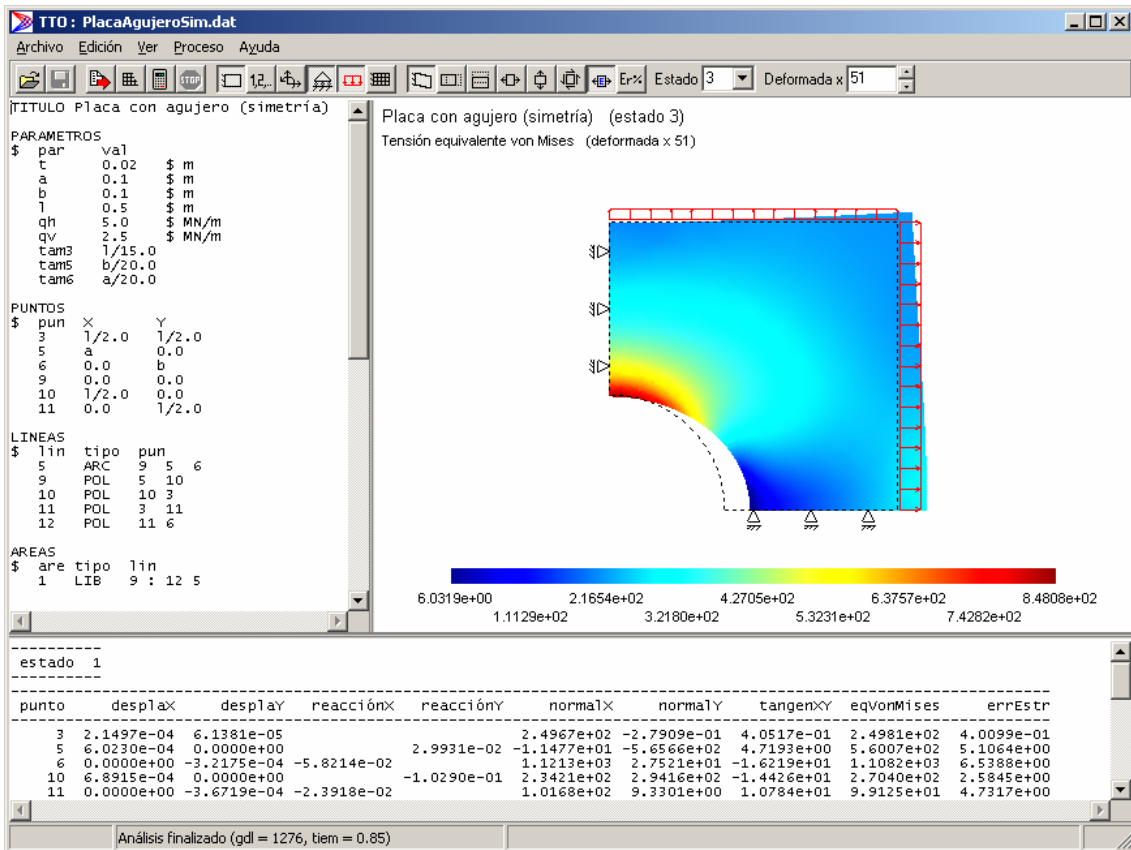 TTO : PlacaAgujeroSim.dat
Archivo Edición Ver Proceso Ayuda
STOP 1,2,.. Er% Estado 3 Deformada x 51
TITULO Placa con agujero (simetría)
PARAMETROS
$ par val
t 0.02 $ m
a 0.1 $ m
b 0.1 $ m
l 0.5 $ m
qh 5.0 $ MN/m
qv 2.5 $ MN/m
tam3 l/15.0
tam5 b/20.0
tam6 a/20.0
PUNTOS
$ pun X Y
3 l/2.0 l/2.0
5 a 0.0
6 0.0 b
9 0.0 0.0
10 l/2.0 0.0
11 0.0 l/2.0
LINEAS
$ lin tipo pun
5 ARC 9 5 6
9 POL 5 10
10 POL 10 3
11 POL 3 11
12 POL 11 6
AREAS
$ are tipo lin
1 LIB 9 : 12 5
Placa con agujero (simetría) (estado 3)
Tensión equivalente von Mises (deformada x 51)
6.0319e+00 2.1654e+02 4.2705e+02 6.3757e+02 8.4808e+02
1.1129e+02 3.2180e+02 5.3231e+02 7.4282e+02
----------
estado 1
----------
punto desplaX desplaY reacciónX reacciónY normalX normalY tangenXY eqVonMises errEstr
3 2.1497e-04 6.1381e-05 2.4967e+02 -2.7909e-01 4.0517e-01 2.4981e+02 4.0099e-01
5 6.0230e-04 0.0000e+00 2.9931e-02 -1.1477e+01 -5.6566e+02 4.7193e+00 5.6007e+02 5.1064e+00
6 0.0000e+00 -3.2175e-04 -5.8214e-02 1.1213e+03 2.7521e+01 -1.6219e+01 1.1082e+03 6.5388e+00
10 6.8915e-04 0.0000e+00 -1.0290e-01 2.3421e+02 2.9416e+02 -1.4426e+01 2.7040e+02 2.5845e+00
11 0.0000e+00 -3.6719e-04 -2.3918e-02 1.0168e+02 9.3301e+00 1.0784e+01 9.9125e+01 4.7317e+00
Análisis finalizado (gdl = 1276, tiem = 0.85)